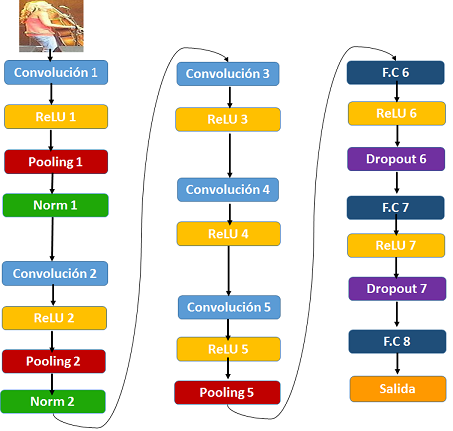 Convolución 1
ReLU 1
Pooling 1
Norm 1
Convolución 2
ReLU 2
Pooling 2
Norm 2
Convolución 3
ReLU 3
Convolución 4
ReLU 4
Convolución 5
ReLU 5
Pooling 5
F.C 6
ReLU 6
Dropout 6
F.C 7
ReLU 7
Dropout 7
F.C 8
Salida